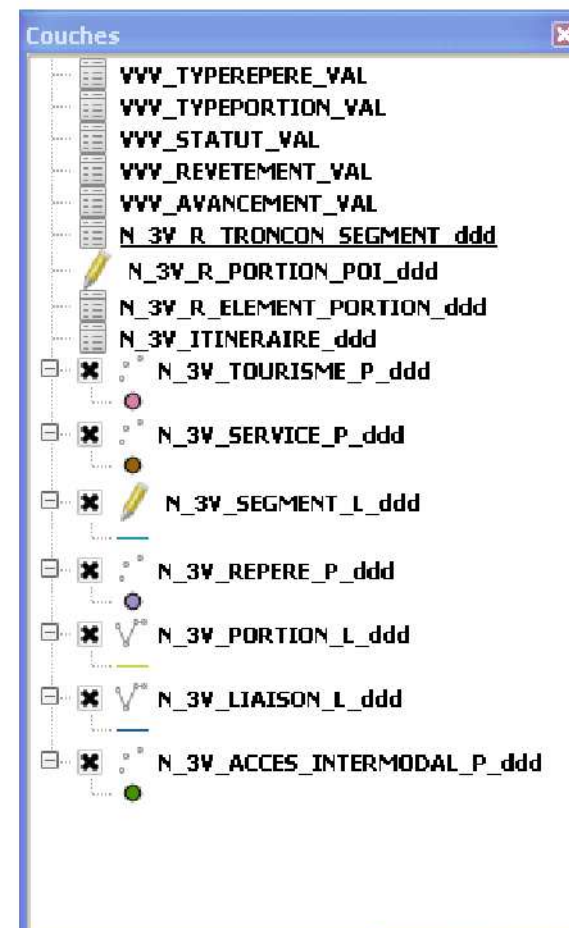 Couches
VVV_TYPEREPERE_VAL
VVV_TYPEPORTION_VAL
VVV_STATUT_VAL
VVV_REVETEMENT_VAL
VVV_AVANCEMENT_VAL
N_3V_R_TRONCON_SEGMENT_ddd
N_3V_R_PORTION_POI_ddd
N_3V_R_ELEMENT_PORTION_ddd
N_3V_ITINERAIRE_ddd
N_3V_TOURISME_P_ddd
N_3V_SERVICE_P_ddd
N_3V_SEGMENT_L_ddd
N_3V_REPERE_P_ddd
N_3V_PORTION_L_ddd
N_3V_LIAISON_L_ddd
N_3V_ACCES_INTERMODAL_P_ddd